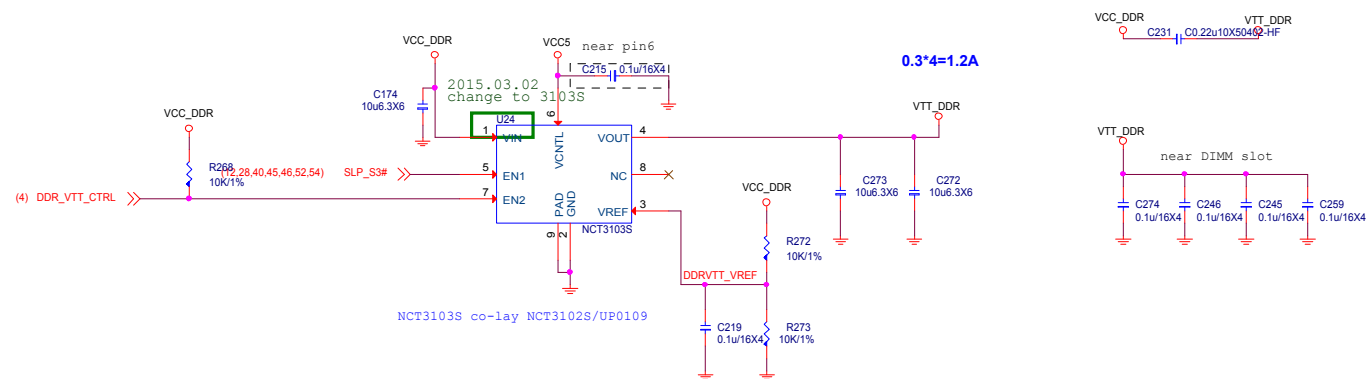 VCC_DDR
VCC5
near pin6
C215
0.1u/16X4
0.3*4=1.2A
VCC_DDR
C231
C0.22u10X50402-HF
VTT_DDR
2015.03.02
change to 3103S
C174
10u6.3X6
VCC_DDR
R268
10K/1%
(12,28,40,45,46,52,54)
SLP_S3#
(4) DDR_VTT_CTRL
U24
1
VIN
5
EN1
7
EN2
6
VCNTL
VOUT
4
NC
8
VREF
3
PAD
GND
9
2
NCT3103S
VTT_DDR
C273
10u6.3X6
C272
10u6.3X6
VCC_DDR
R272
10K/1%
DDRVTT_VREF
C219
0.1u/16X4
R273
10K/1%
NCT3103S co-lay NCT3102S/UP0109
VTT_DDR
near DIMM slot
C274
0.1u/16X4
C246
0.1u/16X4
C245
0.1u/16X4
C259
0.1u/16X4